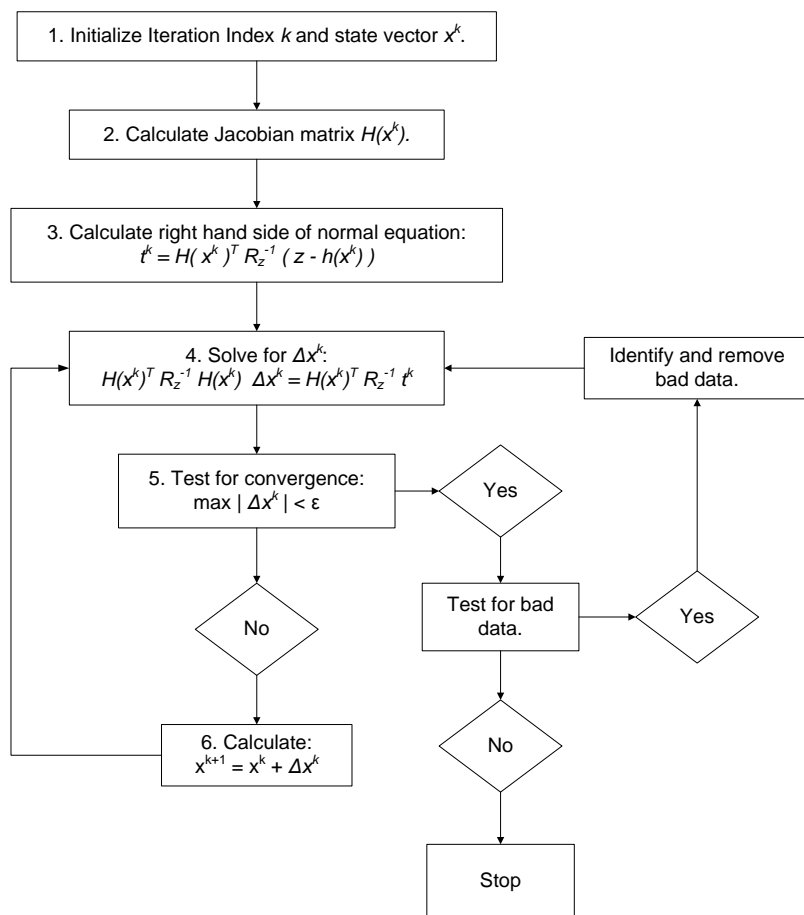 1. Initialize Iteration Index k and state vector x^k.
2. Calculate Jacobian matrix H(x^k).
3. Calculate right hand side of normal equation:
t^k = H( x^k )^T R_z^-1 ( z - h(x^k) )
4. Solve for Δx^k:
H(x^k)^T R_z^-1 H(x^k) Δx^k = H(x^k)^T R_z^-1 t^k
Identify and remove
bad data.
5. Test for convergence:
max | Δx^k | < ε
Yes
Test for bad
data.
Yes
No
No
6. Calculate:
x^k+1 = x^k + Δx^k
Stop